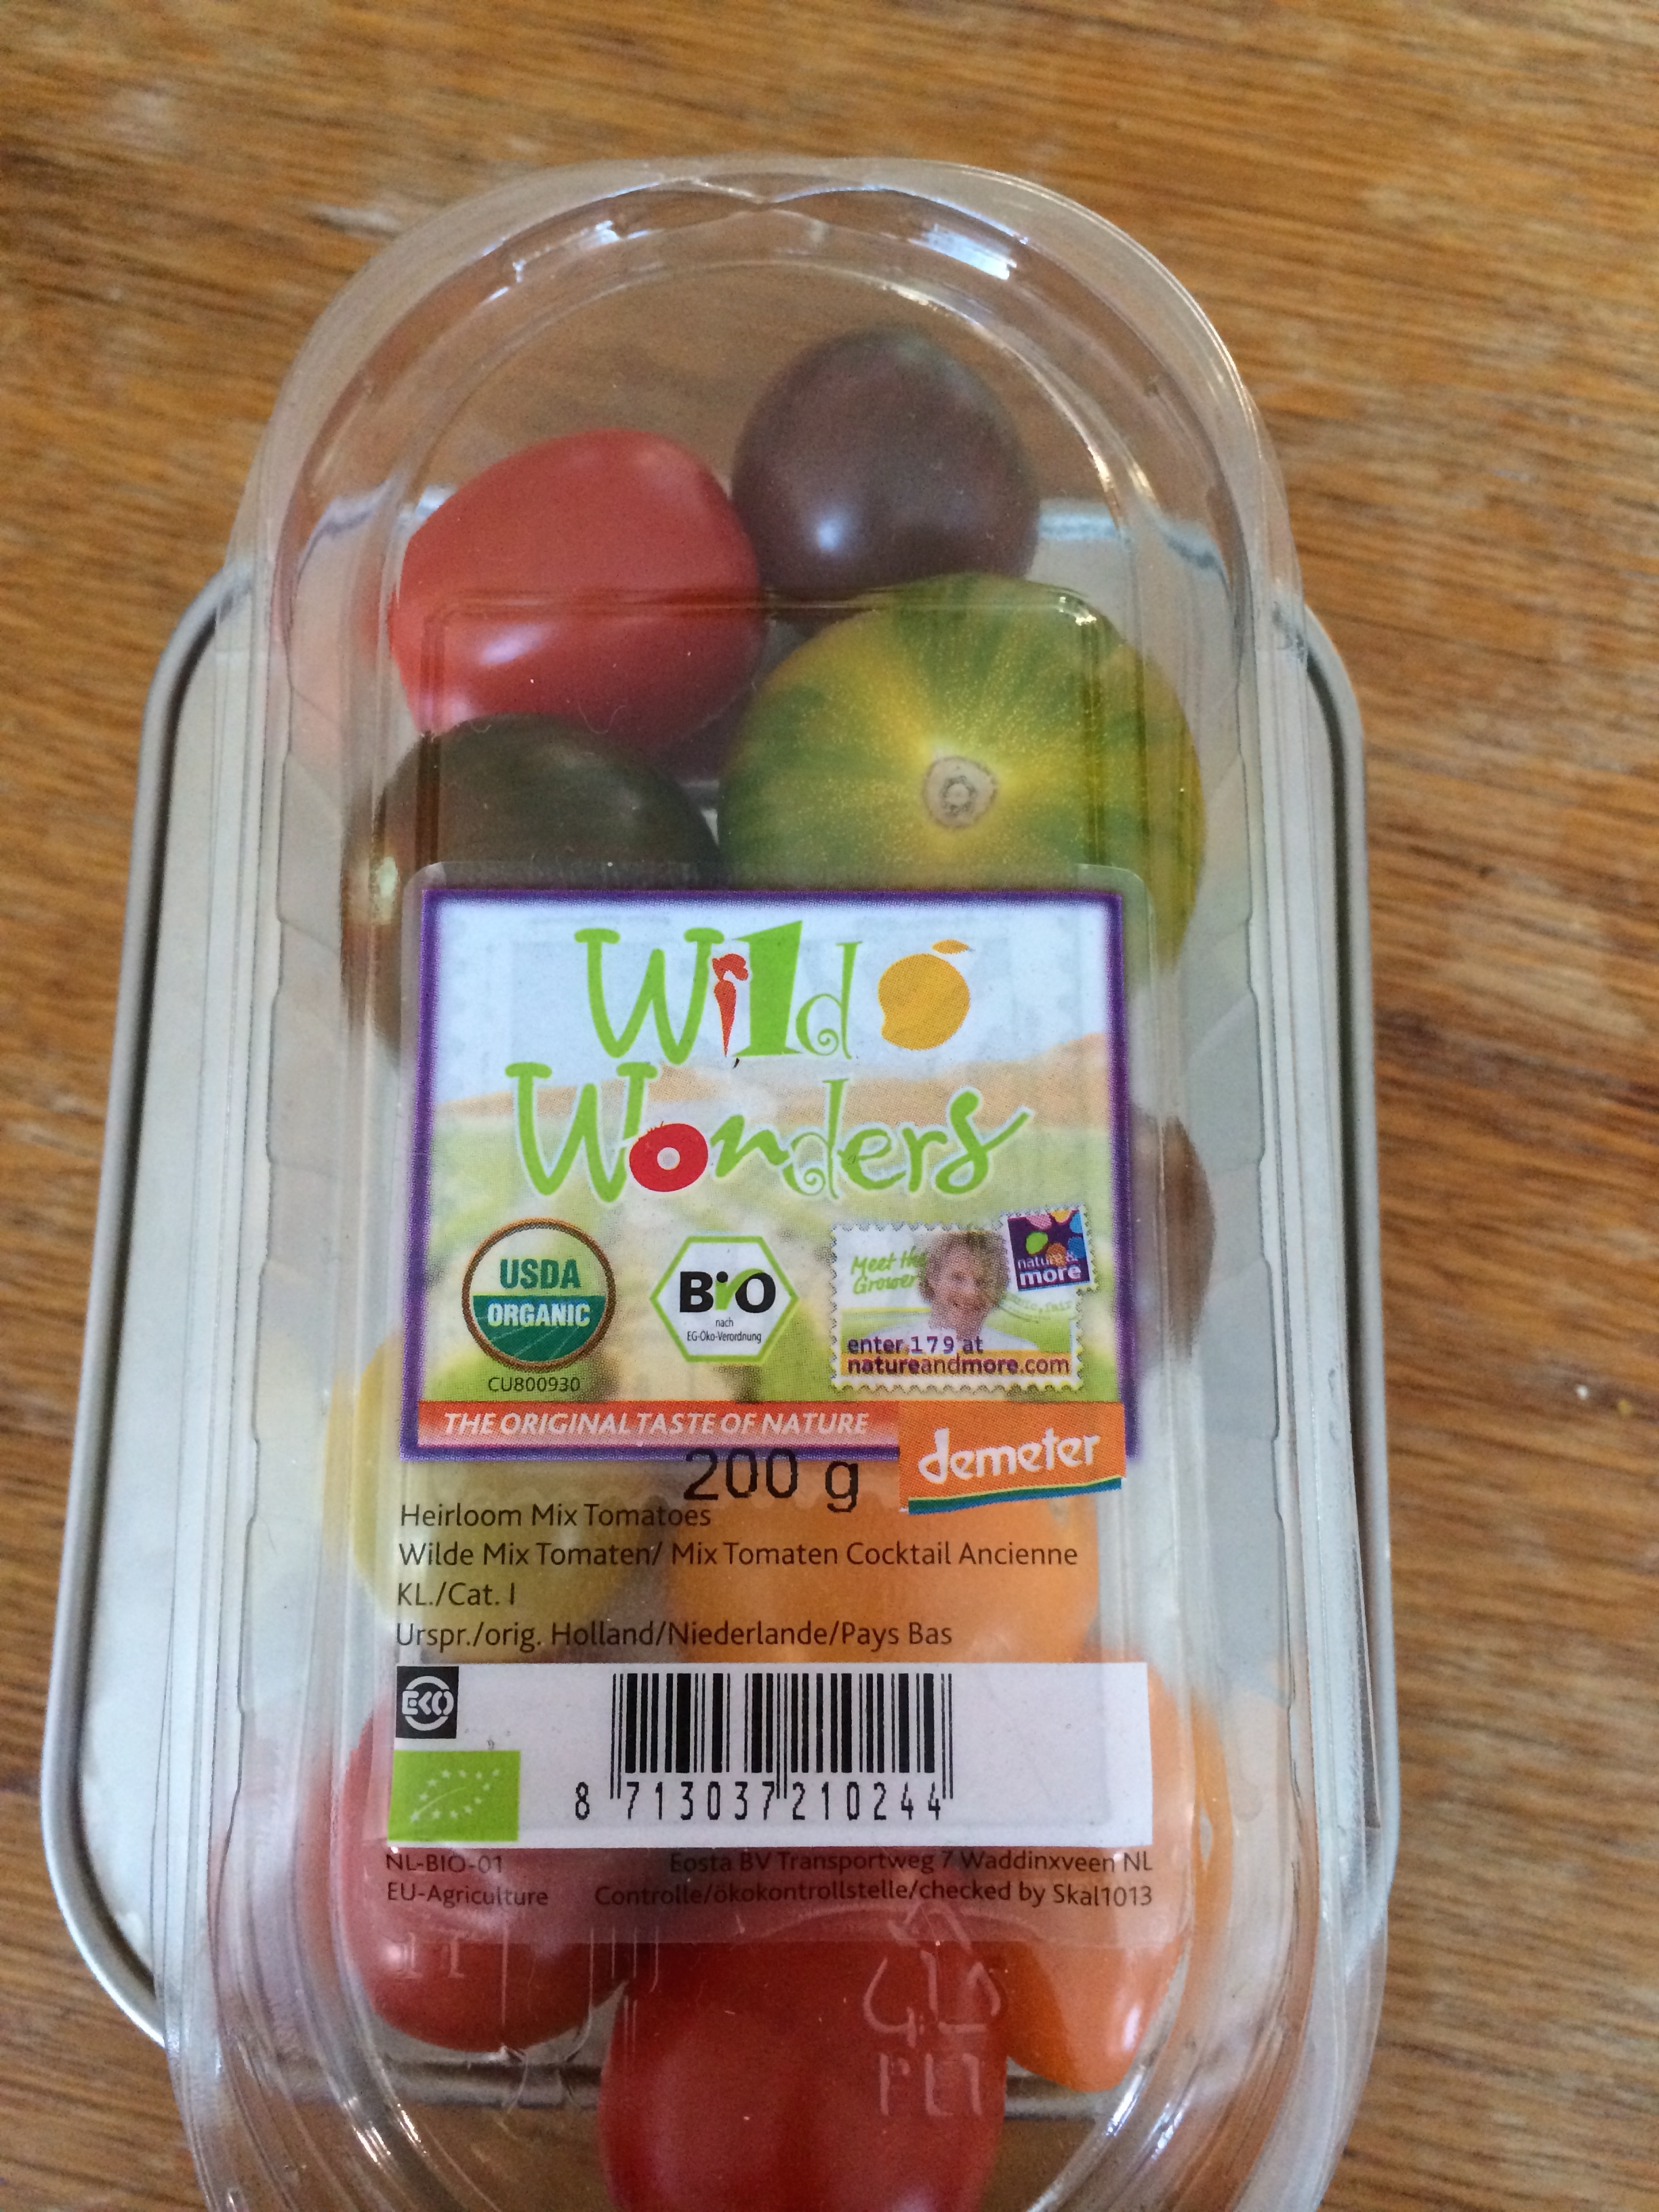 Wild
Wonders
USDA
ORGANIC
CU800930
BIO
nach
EG-Öko-Verordnung
Meet the
Grower
nature &
more
enter 179 at
natureandmore.com
THE ORIGINAL TASTE OF NATURE
demeter
200 g
Heirloom Mix Tomatoes
Wilde Mix Tomaten/ Mix Tomaten Cocktail Ancienne
KL./Cat. I
Urspr./orig. Holland/Niederlande/Pays Bas
EKO
8 713037 210244
NL-BIO-01
EU-Agriculture
Eosta BV Transportweg 7 Waddinxveen NL
Controlle/ökokontrollstelle/checked by Skal1013
PET